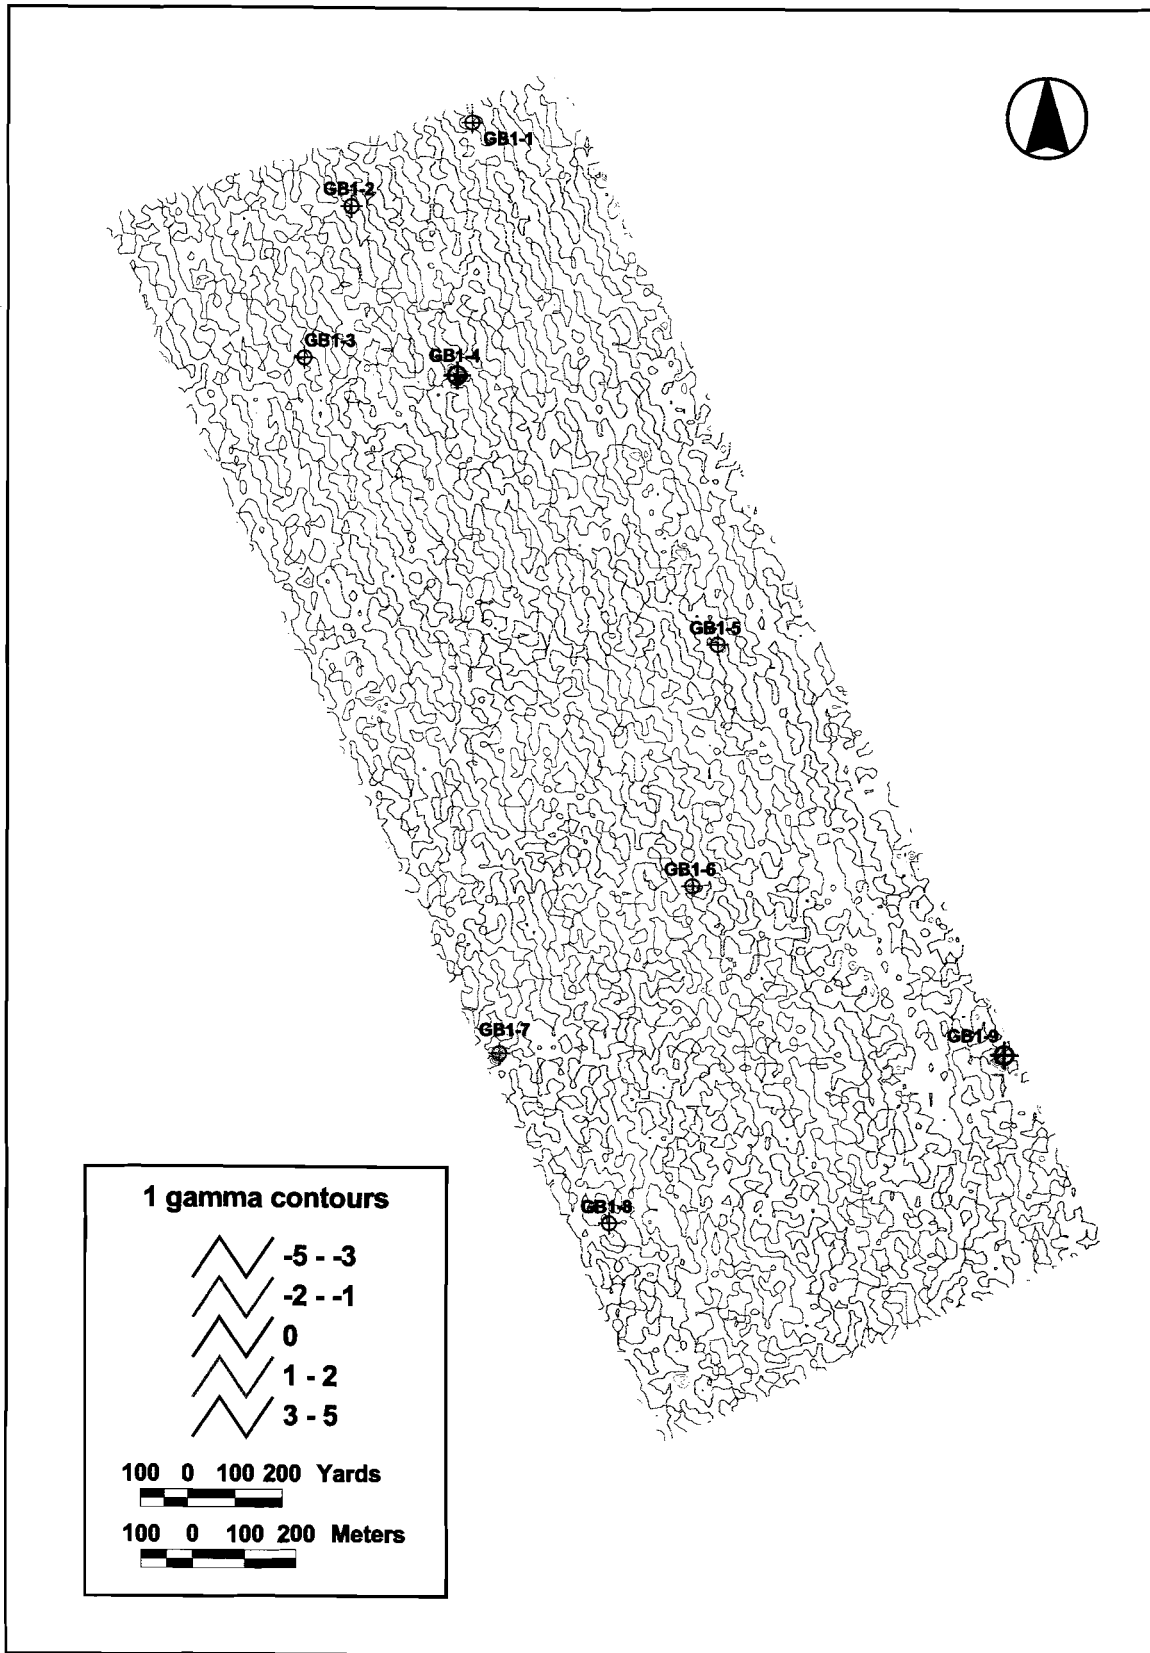 GB1-1
GB1-2
GB1-3
GB1-4
GB1-5
GB1-6
GB1-7
GB1-9
GB1-8
1 gamma contours
-5 - -3
-2 - -1
0
1 - 2
3 - 5
100 0 100 200 Yards
100 0 100 200 Meters